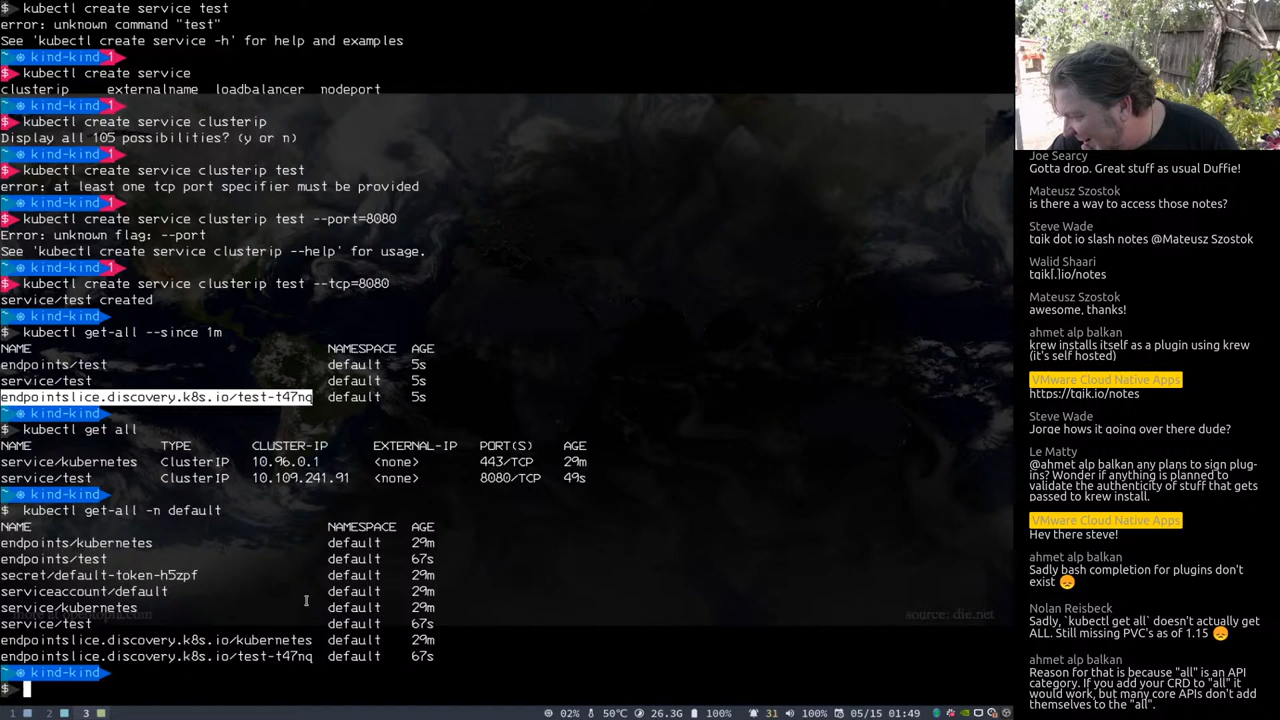 $ kubectl create service test
error: unknown command "test"
See 'kubectl create service -h' for help and examples
~ ⎈ kind-kind 1
$ kubectl create service
clusterip externalname loadbalancer nodeport
~ ⎈ kind-kind 1
$ kubectl create service clusterip
Display all 105 possibilities? (y or n)
~ ⎈ kind-kind 1
$ kubectl create service clusterip test
error: at least one tcp port specifier must be provided
~ ⎈ kind-kind 1
$ kubectl create service clusterip test --port=8080
Error: unknown flag: --port
See 'kubectl create service clusterip --help' for usage.
~ ⎈ kind-kind 1
$ kubectl create service clusterip test --tcp=8080
service/test created
~ ⎈ kind-kind
$ kubectl get-all --since 1m
NAME NAMESPACE AGE
endpoints/test default 5s
service/test default 5s
endpointslice.discovery.k8s.io/test-t47nq default 5s
~ ⎈ kind-kind
$ kubectl get all
NAME TYPE CLUSTER-IP EXTERNAL-IP PORT(S) AGE
service/kubernetes ClusterIP 10.96.0.1 <none> 443/TCP 29m
service/test ClusterIP 10.109.241.91 <none> 8080/TCP 49s
~ ⎈ kind-kind
$ kubectl get-all -n default
NAME NAMESPACE AGE
endpoints/kubernetes default 29m
endpoints/test default 67s
secret/default-token-h5zpf default 29m
serviceaccount/default default 29m
service/kubernetes default 29m
service/test default 67s
endpointslice.discovery.k8s.io/kubernetes default 29m
endpointslice.discovery.k8s.io/test-t47nq default 67s
~ ⎈ kind-kind
$
source: die.net
1 2 3
02% 50°C 26.3G 100% 31 100% 05/15 01:49
Joe Searcy
Gotta drop. Great stuff as usual Duffie!
Mateusz Szostok
is there a way to access those notes?
Steve Wade
tgik dot io slash notes @Mateusz Szostok
Walid Shaari
tgik[.]io/notes
Mateusz Szostok
awesome, thanks!
ahmet alp balkan
krew installs itself as a plugin using krew
(it's self hosted)
VMware Cloud Native Apps
https://tgik.io/notes
Steve Wade
Jorge hows it going over there dude?
Le Matty
@ahmet alp balkan any plans to sign plug-
ins? Wonder if anything is planned to
validate the authenticity of stuff that gets
passed to krew install.
VMware Cloud Native Apps
Hey there steve!
ahmet alp balkan
Sadly bash completion for plugins don't
exist 😞
Nolan Reisbeck
Sadly, `kubectl get all` doesn't actually get
ALL. Still missing PVC's as of 1.15 😞
ahmet alp balkan
Reason for that is because "all" is an API
category. If you add your CRD to "all" it
would work, but many core APIs don't add
themselves to the "all".